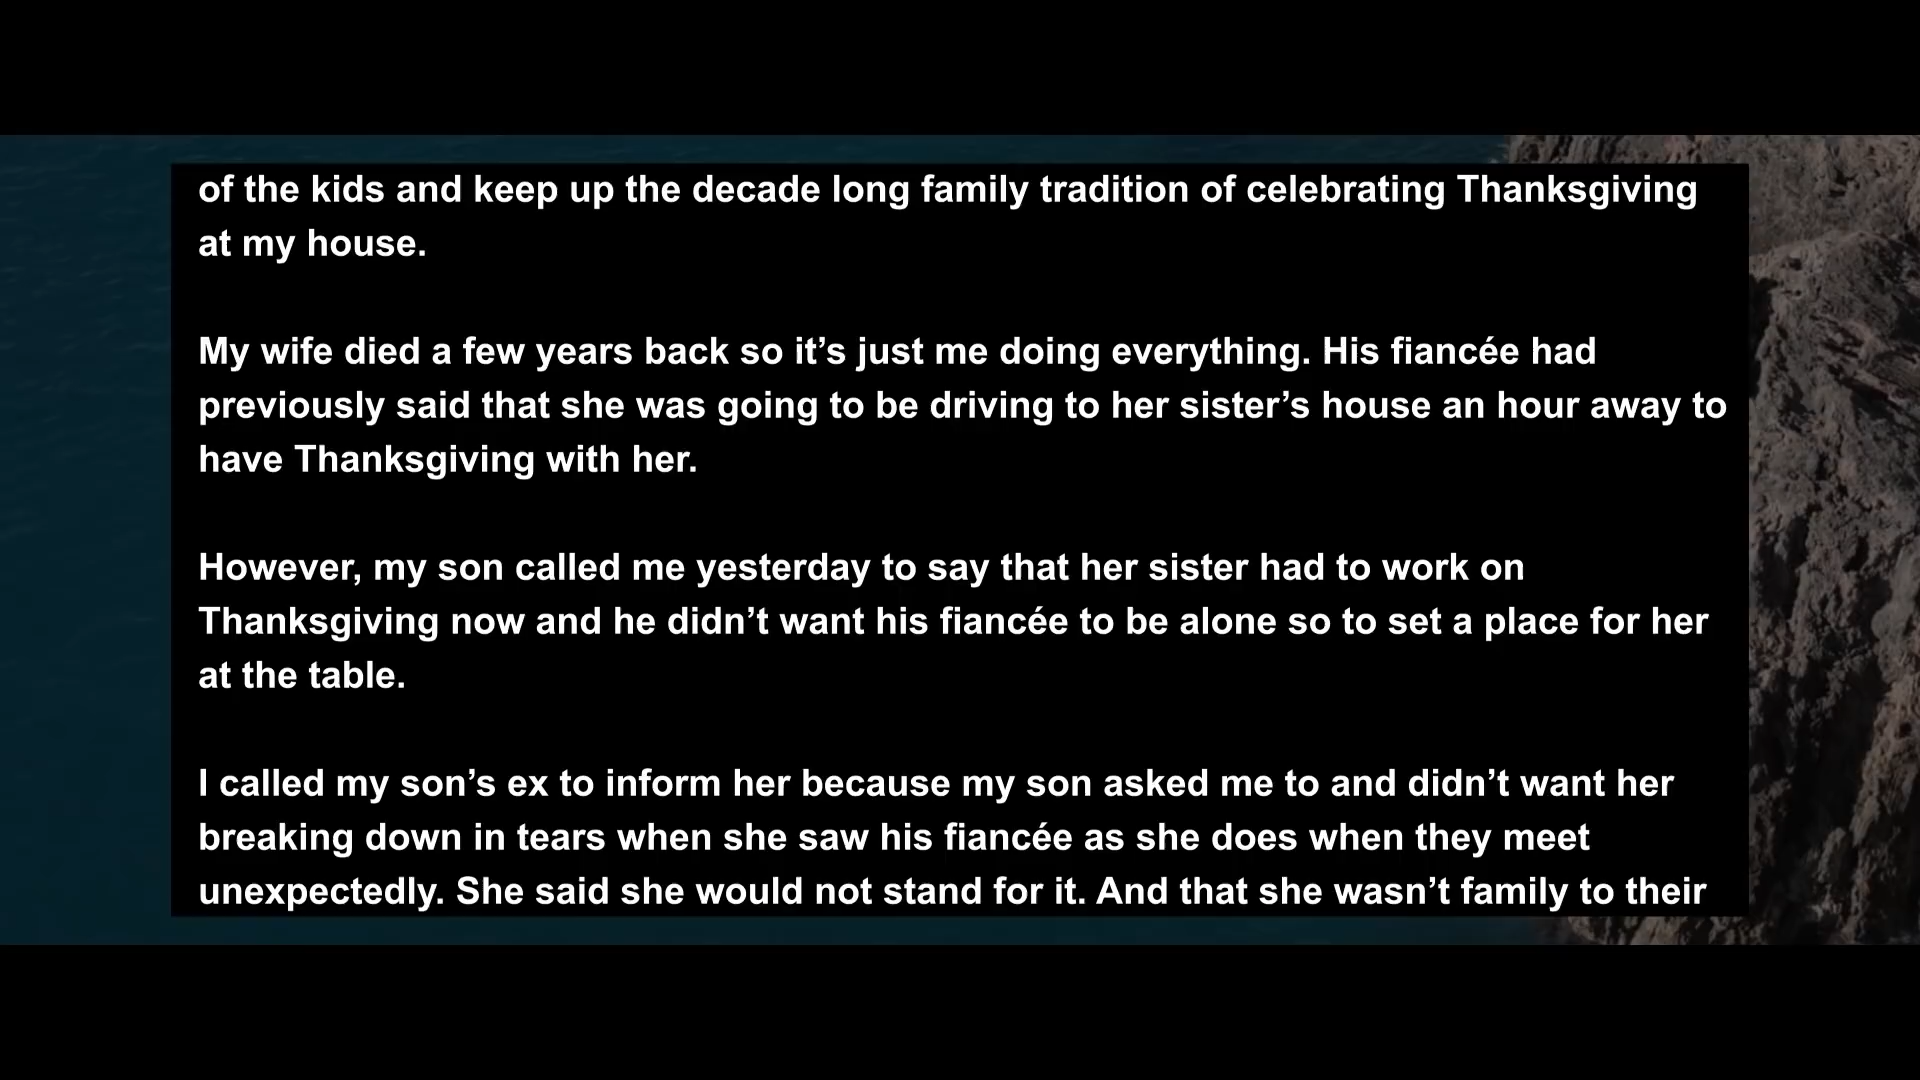 of the kids and keep up the decade long family tradition of celebrating Thanksgiving
at my house.
My wife died a few years back so it’s just me doing everything. His fiancée had
previously said that she was going to be driving to her sister’s house an hour away to
have Thanksgiving with her.
However, my son called me yesterday to say that her sister had to work on
Thanksgiving now and he didn’t want his fiancée to be alone so to set a place for her
at the table.
I called my son’s ex to inform her because my son asked me to and didn’t want her
breaking down in tears when she saw his fiancée as she does when they meet
unexpectedly. She said she would not stand for it. And that she wasn’t family to their